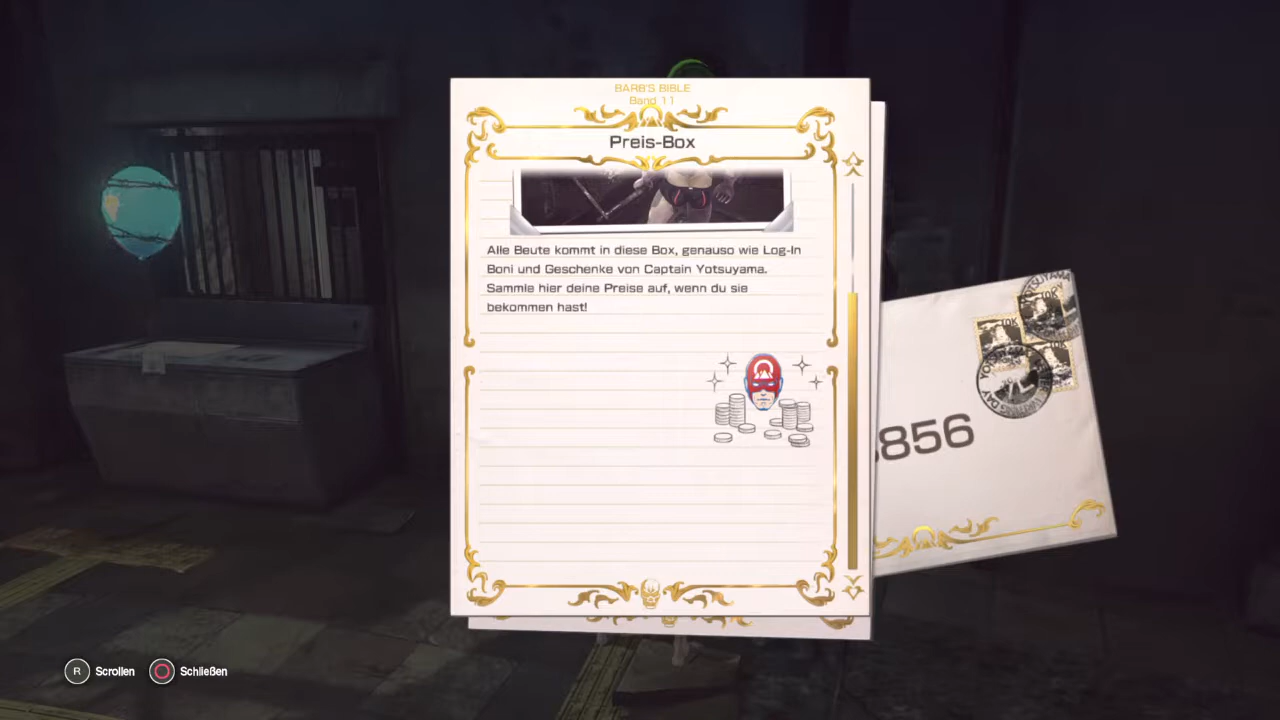 BARB'S BIBLE
Band 11
Preis-Box
Alle Beute kommt in diese Box, genauso wie Log-In
Boni und Geschenke von Captain Yotsuyama.
Sammle hier deine Preise auf, wenn du sie
bekommen hast!
856
R Scrollen
Schließen